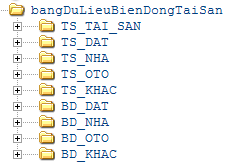 bangDuLieuBienDongTaiSan
TS_TAI_SAN
TS_DAT
TS_NHA
TS_OTO
TS_KHAC
BD_DAT
BD_NHA
BD_OTO
BD_KHAC